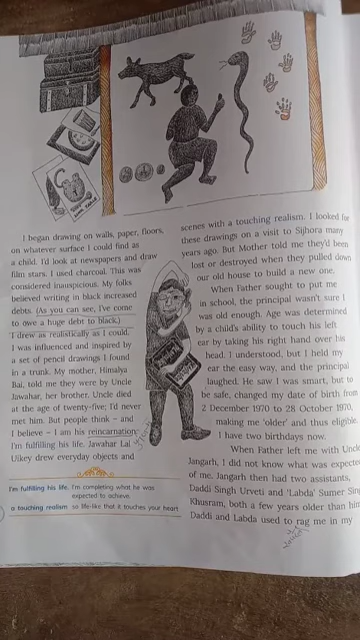 I began drawing on walls, paper, floors,
on whatever surface I could find as
a child. I'd look at newspapers and draw
film stars. I used charcoal. This was
considered inauspicious. My folks
believed writing in black increased
debts. (As you can see, I've come
to owe a huge debt to black.)
I drew as realistically as I could.
I was influenced and inspired by
a set of pencil drawings I found
in a trunk. My mother, Himalya
Bai, told me they were by Uncle
Jawahar, her brother. Uncle died
at the age of twenty-five; I'd never
met him. But people think – and
I believe – I am his reincarnation.
I'm fulfilling his life. Jawahar Lal
Uikey drew everyday objects and
I'm fulfilling his life I'm completing what he was
expected to achieve
a touching realism so life-like that it touches your heart
scenes with a touching realism. I looked for
these drawings on a visit to Sijhora many
years ago. But Mother told me they'd been
lost or destroyed when they pulled down
our old house to build a new one.
When Father sought to put me
in school, the principal wasn't sure I
was old enough. Age was determined
by a child's ability to touch his left
ear by taking his right hand over his
head. I understood, but I held my
ear the easy way, and the principal
laughed. He saw I was smart, but to
be safe, changed my date of birth from
2 December 1970 to 28 October 1970,
making me 'older' and thus eligible.
I have two birthdays now.
When Father left me with Uncle
Jangarh, I did not know what was expected
of me. Jangarh then had two assistants,
Daddi Singh Urveti and 'Labda' Sumer Sing
Khusram, both a few years older than him
Daddi and Labda used to rag me in my